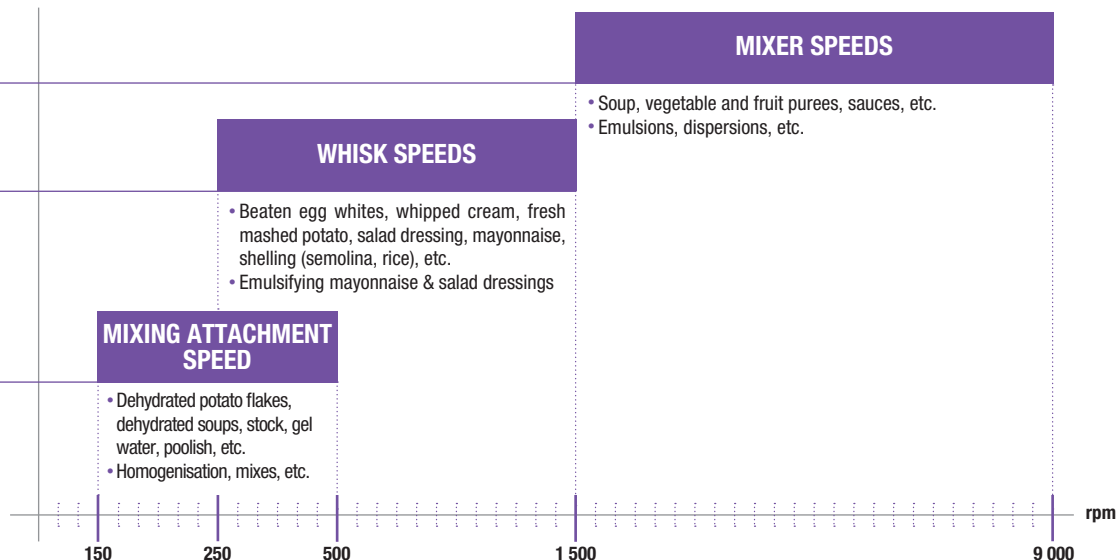 MIXER SPEEDS
• Soup, vegetable and fruit purees, sauces, etc.
• Emulsions, dispersions, etc.
WHISK SPEEDS
• Beaten egg whites, whipped cream, fresh
mashed potato, salad dressing, mayonnaise,
shelling (semolina, rice), etc.
• Emulsifying mayonnaise & salad dressings
MIXING ATTACHMENT
SPEED
• Dehydrated potato flakes,
dehydrated soups, stock, gel
water, poolish, etc.
• Homogenisation, mixes, etc.
rpm
150 250 500 1 500 9 000